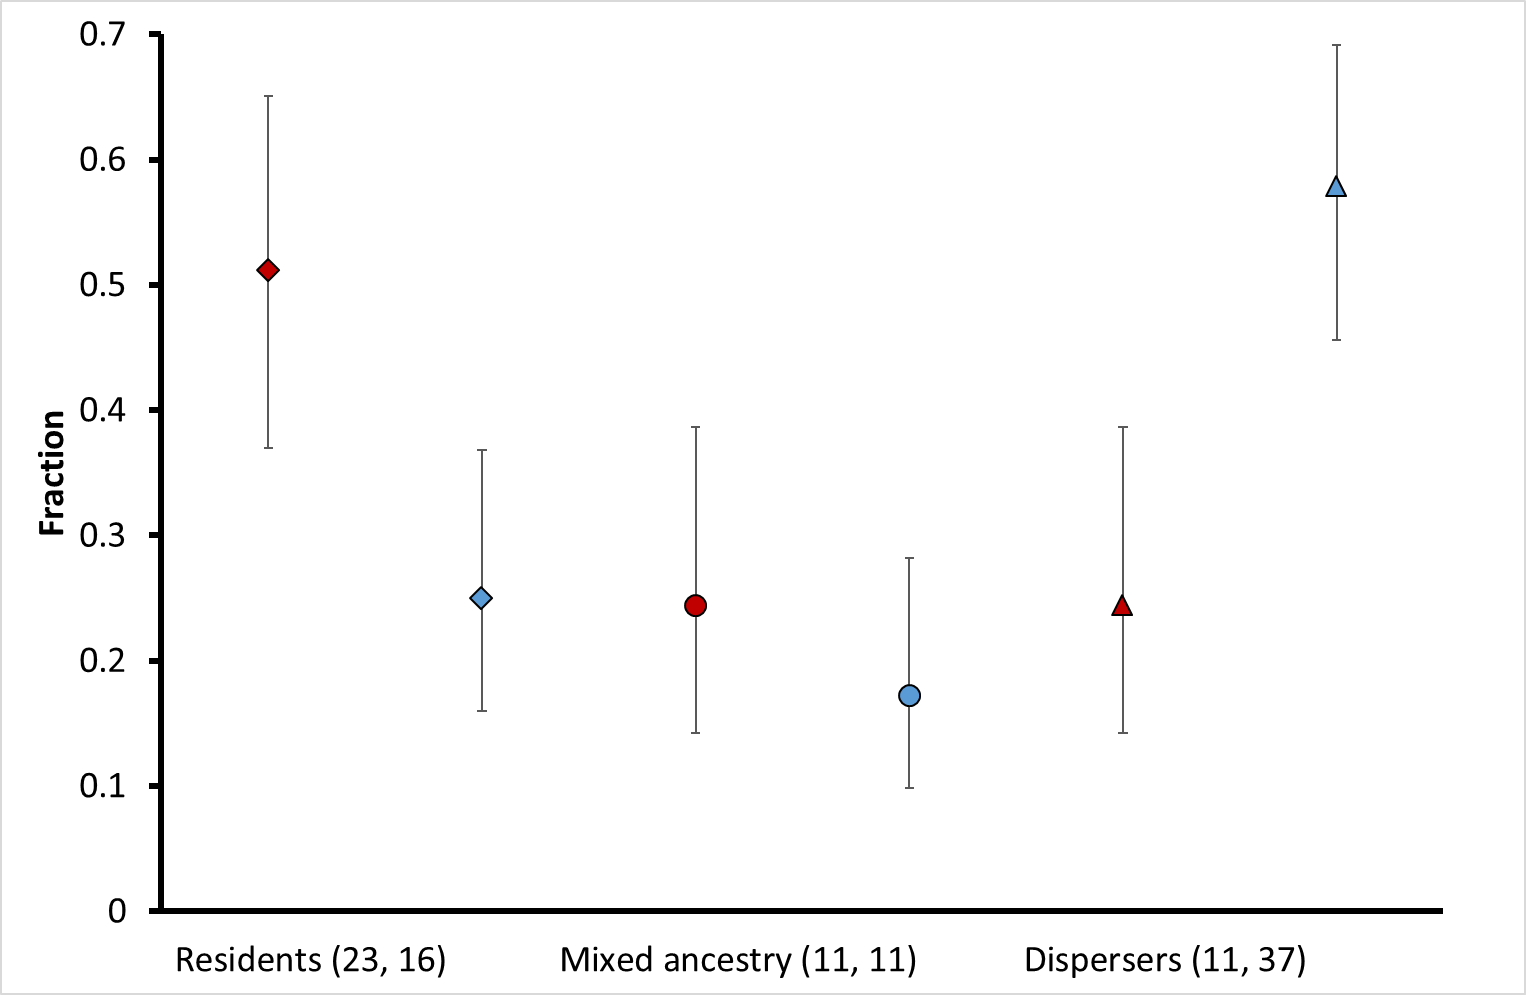 0.7
0.6
0.5
0.4
0.3
0.2
0.1
0
Fraction
Residents (23, 16)
Mixed ancestry (11, 11)
Dispersers (11, 37)